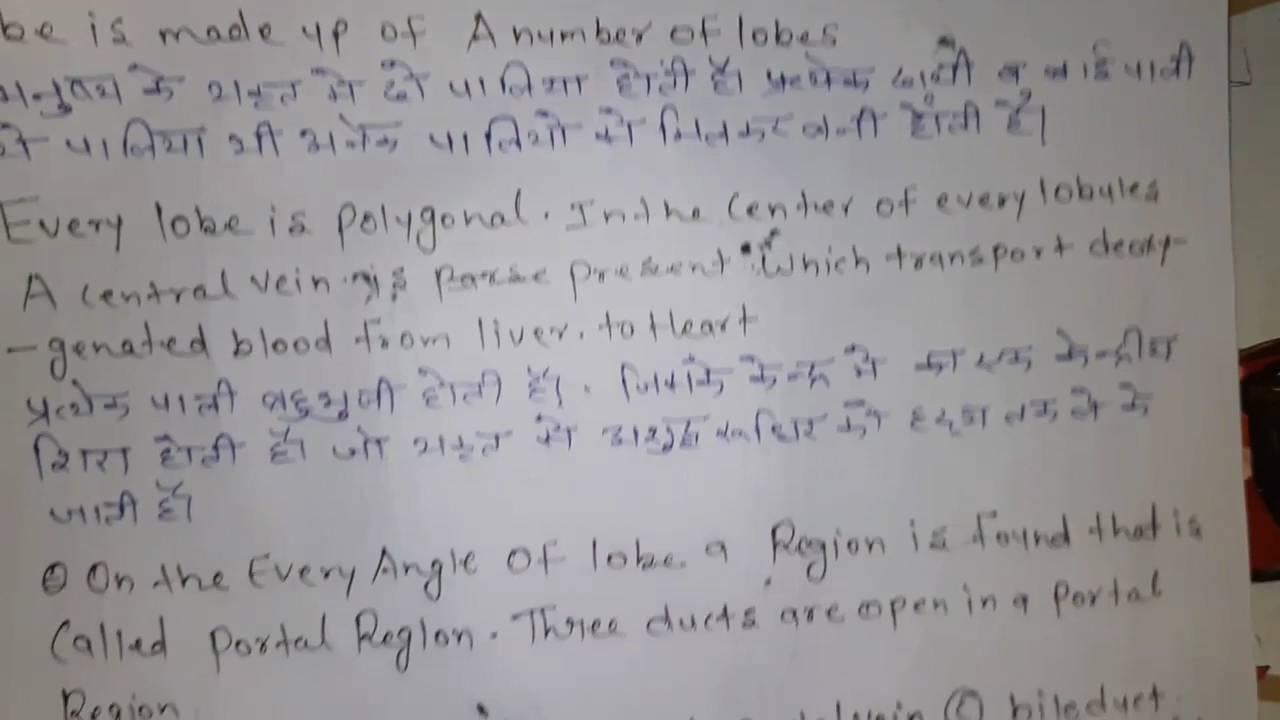 be is made up of A number of lobes
मनुष्य के यकृत मे दो पालिया होती हैं। प्रत्येक दायी व बाई पाली
मे पालिया भी अनेक पालियो से मिलकर बनी होती है।
Every lobe is polygonal. In the Center of every lobules
A central vein is present. Which transport deoxy-
-genated blood from liver. to Heart
प्रत्येक पाली बहुभुजी होती हैं। जिसके केन्द्र मे का एक केन्द्रीय
शिरा होती हैं। जो यकृत से अशुद्ध रूधिर को हृदय तक ले के
जाती हैं।
On the Every Angle Of lobe a Region is found that is
Called portal Region. Three ducts are open in a portal
Region
vein C bileduct